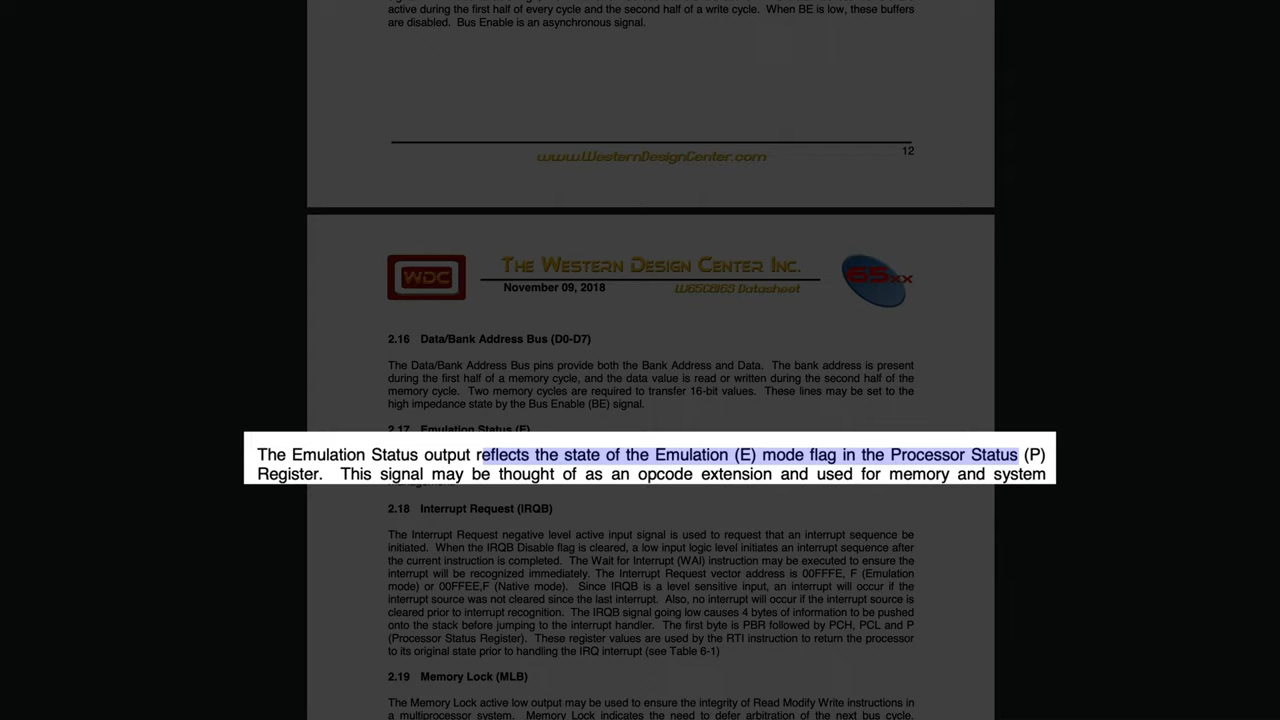 active during the first half of every cycle and the second half of a write cycle. When BE is low, these buffers
are disabled. Bus Enable is an asynchronous signal.
12
www.WesternDesignCenter.com
WDC
THE WESTERN DESIGN CENTER INC.
65xx
November 09, 2018
W65C816S Datasheet
2.16 Data/Bank Address Bus (D0-D7)
The Data/Bank Address Bus pins provide both the Bank Address and Data. The bank address is present
during the first half of a memory cycle, and the data value is read or written during the second half of the
memory cycle. Two memory cycles are required to transfer 16-bit values. These lines may be set to the
high impedance state by the Bus Enable (BE) signal.
2.17 Emulation Status (E)
The Emulation Status output reflects the state of the Emulation (E) mode flag in the Processor Status (P)
Register. This signal may be thought of as an opcode extension and used for memory and system
2.18 Interrupt Request (IRQB)
The Interrupt Request negative level active input signal is used to request that an interrupt sequence be
initiated. When the IRQB Disable flag is cleared, a low input logic level initiates an interrupt sequence after
the current instruction is completed. The Wait for Interrupt (WAI) instruction may be executed to ensure the
interrupt will be recognized immediately. The Interrupt Request vector address is 00FFFE, F (Emulation
mode) or 00FFEE,F (Native mode). Since IRQB is a level sensitive input, an interrupt will occur if the
interrupt source was not cleared since the last interrupt. Also, no interrupt will occur if the interrupt source is
cleared prior to interrupt recognition. The IRQB signal going low causes 4 bytes of information to be pushed
onto the stack before jumping to the interrupt handler. The first byte is PBR followed by PCH, PCL and P
(Processor Status Register). These register values are used by the RTI instruction to return the processor
to its original state prior to handling the IRQ interrupt (see Table 6-1)
2.19 Memory Lock (MLB)
The Memory Lock active low output may be used to ensure the integrity of Read Modify Write instructions in
a multiprocessor system. Memory Lock indicates the need to defer arbitration of the next bus cycle.